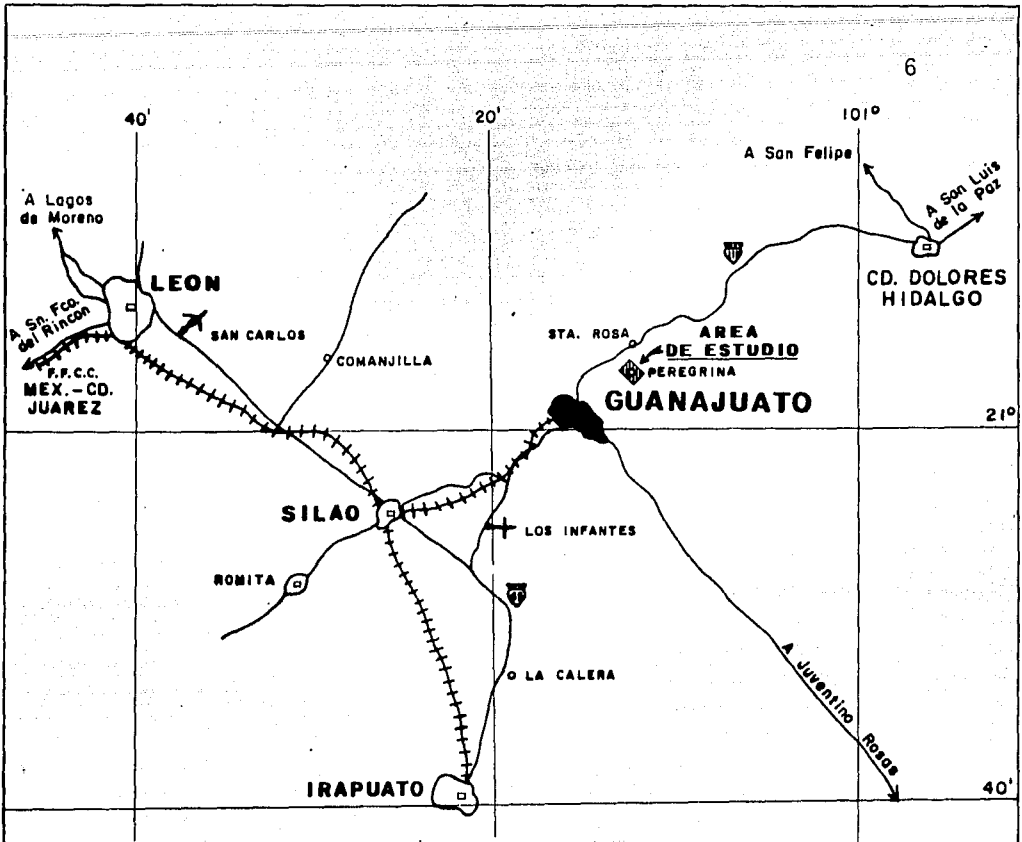 6
40'
20'
101°
A San Felipe
A San Luis
de la Paz
A Lagos
de Moreno
LEON
CD. DOLORES
HIDALGO
A Sn. Fco.
del Rincon
SAN CARLOS
STA. ROSA
AREA
DE ESTUDIO
COMANJILLA
PEREGRINA
F.F.C.C.
MEX.-CD.
JUAREZ
GUANAJUATO
21°
SILAO
LOS INFANTES
ROMITA
LA CALERA
A Juventino Rosas
IRAPUATO
40'